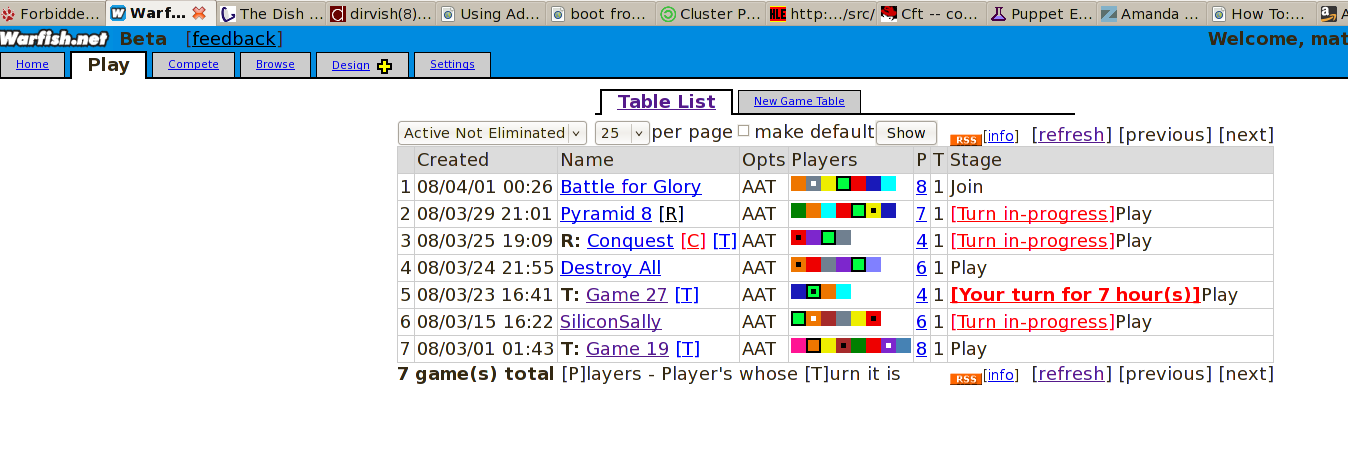 Forbidde... Warf... The Dish ... dirvish(8)... Using Ad... boot fro... Cluster P... http:.../src/ Cft -- co... Puppet E... Amanda ... How To:...
Warfish.net Beta [feedback] Welcome, mat
Home Play Compete Browse Design Settings
Table List New Game Table
Active Not Eliminated 25 per page make default Show RSS [info] [refresh] [previous] [next]
Created Name Opts Players P T Stage
1 08/04/01 00:26 Battle for Glory AAT 8 1 Join
2 08/03/29 21:01 Pyramid 8 [R] AAT 7 1 [Turn in-progress]Play
3 08/03/25 19:09 R: Conquest [C] [T] AAT 4 1 [Turn in-progress]Play
4 08/03/24 21:55 Destroy All AAT 6 1 Play
5 08/03/23 16:41 T: Game 27 [T] AAT 4 1 [Your turn for 7 hour(s)]Play
6 08/03/15 16:22 SiliconSally AAT 6 1 [Turn in-progress]Play
7 08/03/01 01:43 T: Game 19 [T] AAT 8 1 Play
7 game(s) total [P]layers - Player's whose [T]urn it is RSS [info] [refresh] [previous] [next]